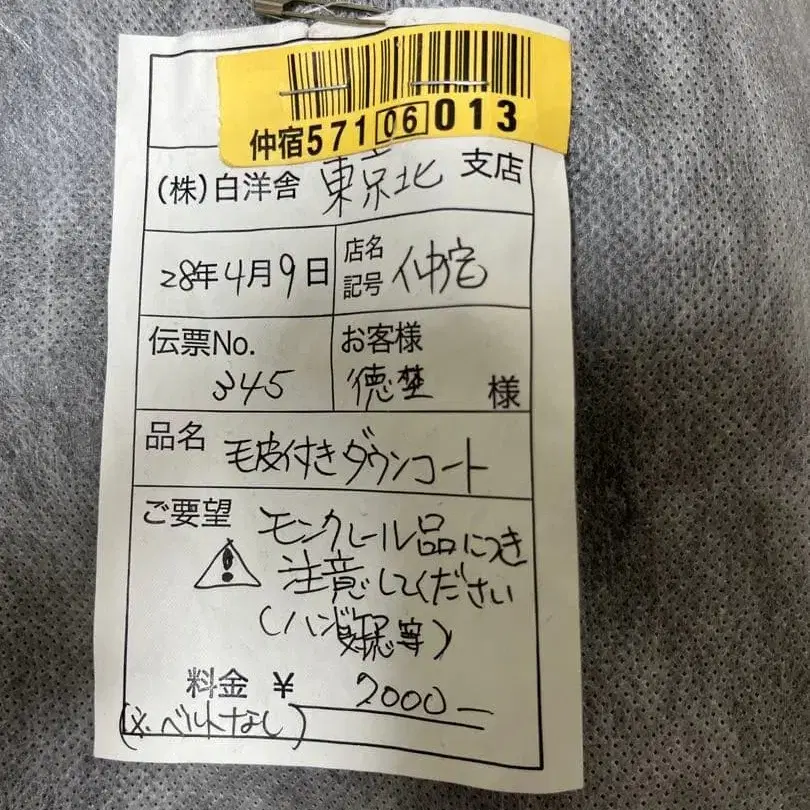 仲宿571 06 013
(株)白洋舎 東京北 支店
28年4月9日
店名
記号 仲宿
伝票No.
345
お客様
徳埜 様
品名 毛皮付きダウンコート
ご要望 モンクレール品につき
注意してください
料金 ¥ 7000-
(※ベルトなし)